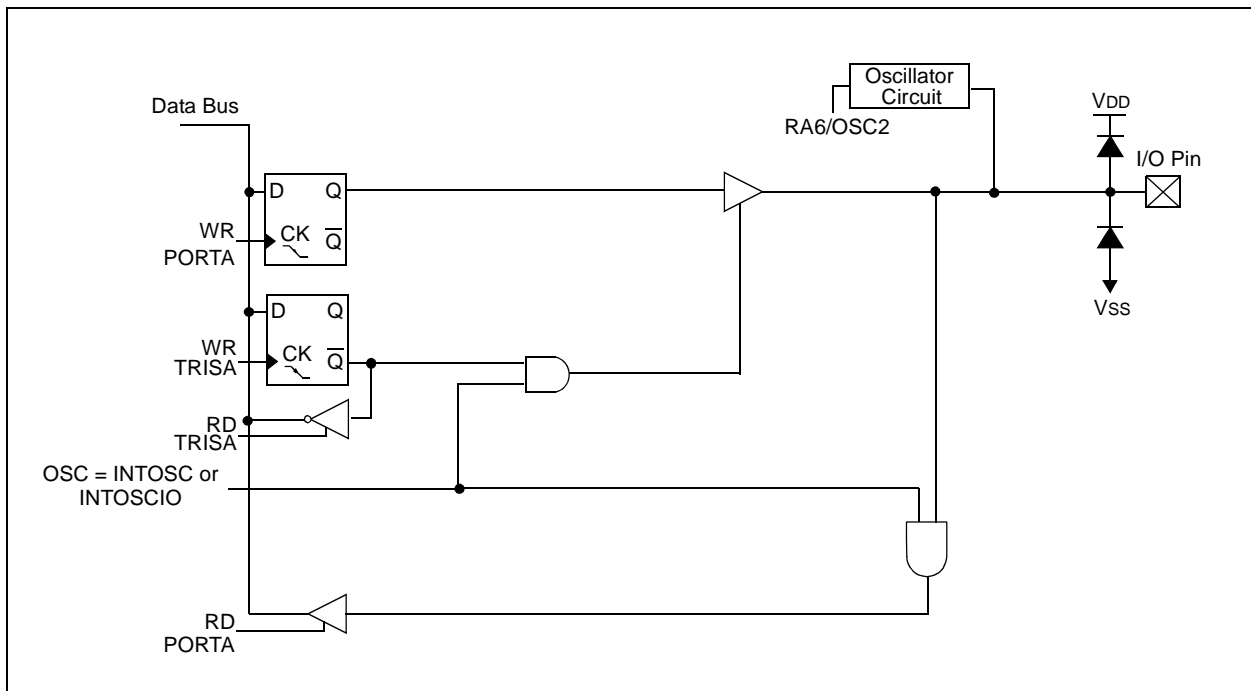 Oscillator
Circuit
RA6/OSC2
VDD
Data Bus
I/O Pin
D
Q
WR
PORTA
CK
Q̅
VSS
D
Q
WR
TRISA
CK
Q̅
RD
TRISA
OSC = INTOSC or
INTOSCIO
RD
PORTA